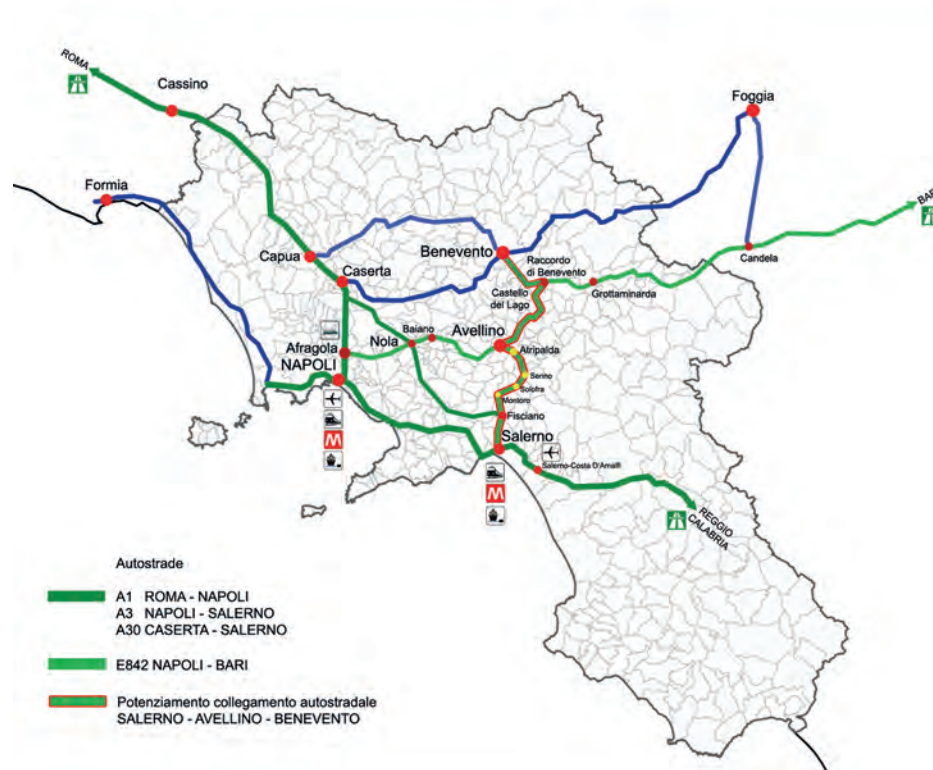 ROMA
Cassino
Foggia
Formia
BARI
Capua
Benevento
Raccordo
di Benevento
Candela
Caserta
Castello
del Lago
Grottaminarda
Baiano
Avellino
Nola
Afragola
NAPOLI
Atripalda
Serino
Solofra
Montoro
Fisciano
Salerno
M
Salerno-Costa D'Amalfi
M
REGGIO
CALABRIA
Autostrade
A1 ROMA - NAPOLI
A3 NAPOLI - SALERNO
A30 CASERTA - SALERNO
E842 NAPOLI - BARI
Potenziamento collegamento autostradale
SALERNO - AVELLINO - BENEVENTO